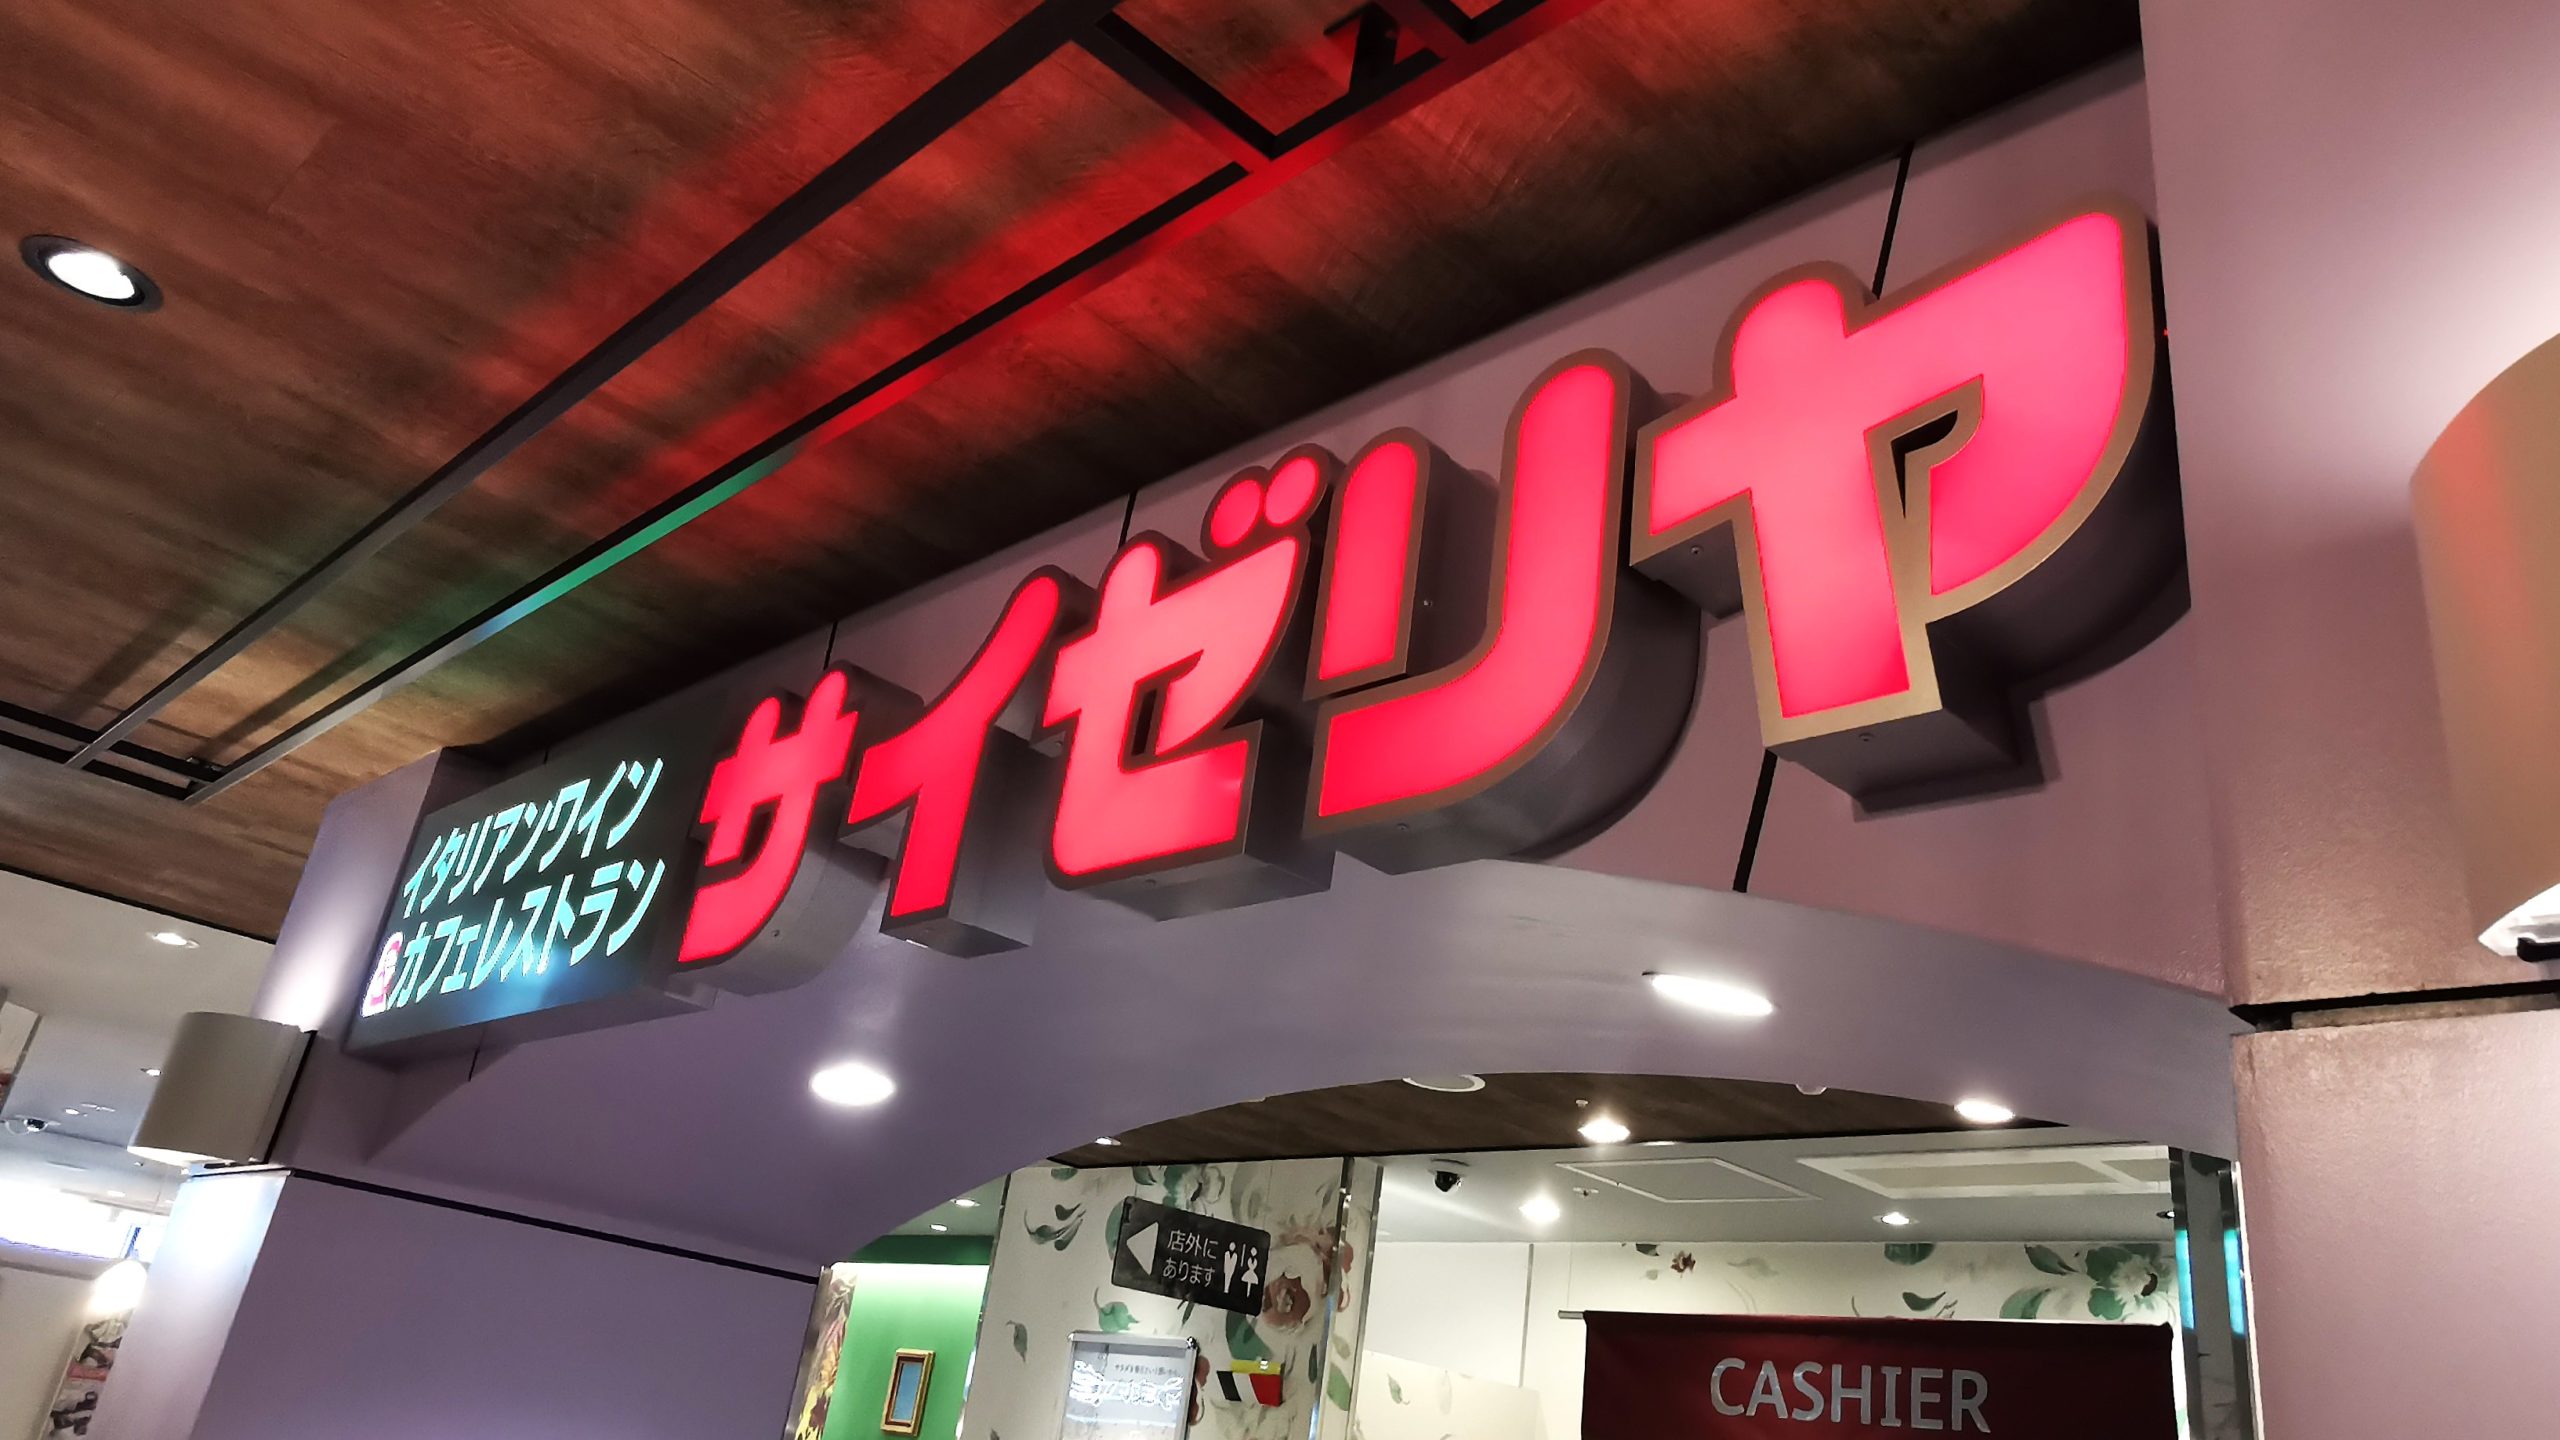 イタリアンワイン
&カフェレストラン
サイゼリヤ
店外に
あります
CASHIER